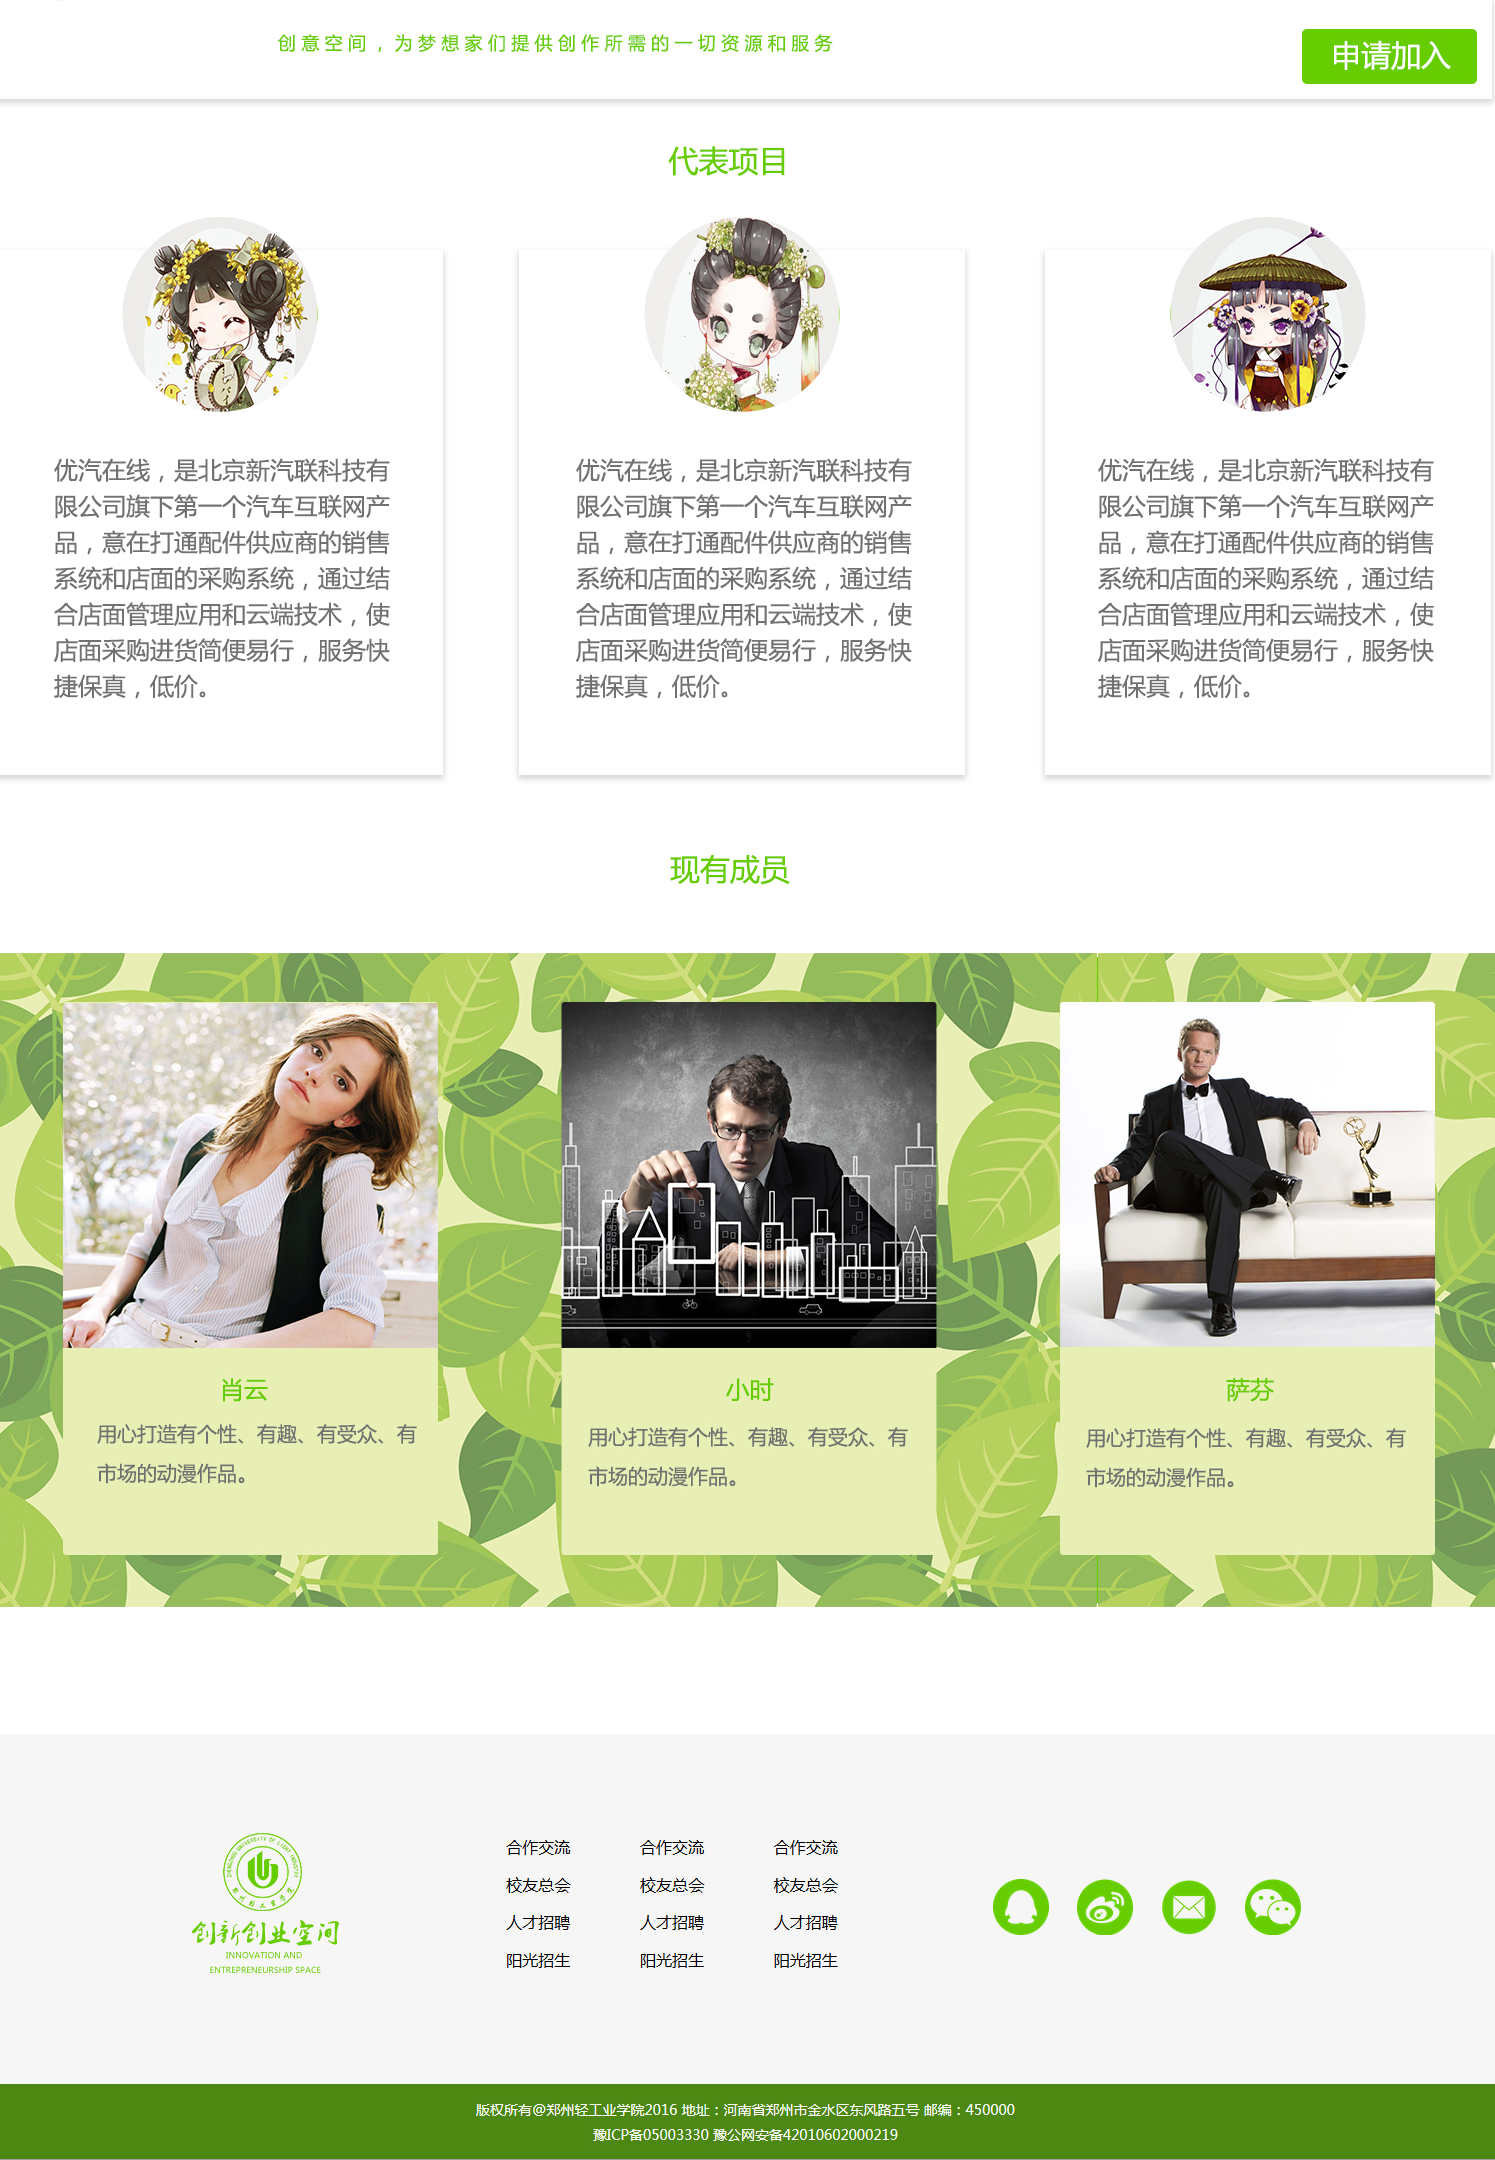 创意空间，为梦想家们提供创作所需的一切资源和服务
申请加入
代表项目
优汽在线，是北京新汽联科技有
限公司旗下第一个汽车互联网产
品，意在打通配件供应商的销售
系统和店面的采购系统，通过结
合店面管理应用和云端技术，使
店面采购进货简便易行，服务快
捷保真，低价。
优汽在线，是北京新汽联科技有
限公司旗下第一个汽车互联网产
品，意在打通配件供应商的销售
系统和店面的采购系统，通过结
合店面管理应用和云端技术，使
店面采购进货简便易行，服务快
捷保真，低价。
优汽在线，是北京新汽联科技有
限公司旗下第一个汽车互联网产
品，意在打通配件供应商的销售
系统和店面的采购系统，通过结
合店面管理应用和云端技术，使
店面采购进货简便易行，服务快
捷保真，低价。
现有成员
肖云
用心打造有个性、有趣、有受众、有
市场的动漫作品。
小时
用心打造有个性、有趣、有受众、有
市场的动漫作品。
萨芬
用心打造有个性、有趣、有受众、有
市场的动漫作品。
ZHENGZHOU UNIVERSITY OF LIGHT INDUSTRY
郑州轻工业学院
创新创业空间
INNOVATION AND
ENTREPRENEURSHIP SPACE
合作交流
校友总会
人才招聘
阳光招生
合作交流
校友总会
人才招聘
阳光招生
合作交流
校友总会
人才招聘
阳光招生
版权所有@郑州轻工业学院2016 地址：河南省郑州市金水区东风路五号 邮编：450000
豫ICP备05003330 豫公网安备42010602000219